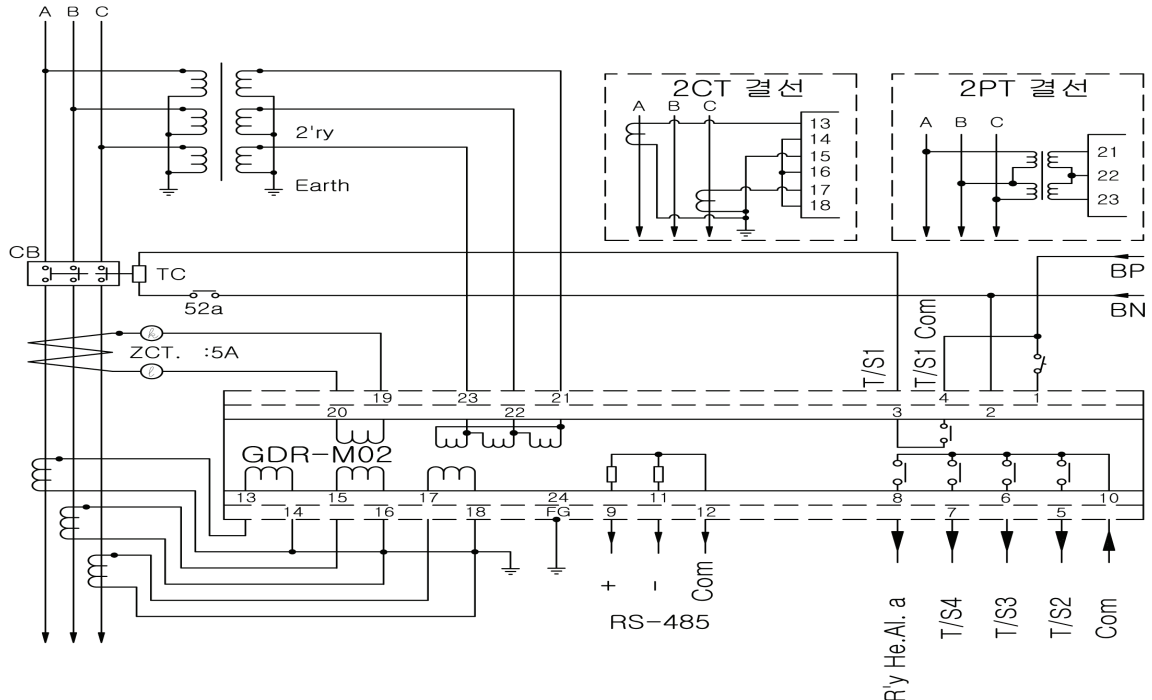 A B C
2'ry
Earth
2CT 결선
A B C
13
14
15
16
17
18
2PT 결선
A B C
21
22
23
CB
TC
52a
BP
BN
k
ZCT. :5A
l
T/S1
T/S1 Com
19 23 21 4 1
20 22 3 2
GDR-M02
13 15 17 24 11 8 6 10
14 16 18 FG 9 12 7 5
+
-
Com
RS-485
R'y He.Al. a
T/S4
T/S3
T/S2
Com